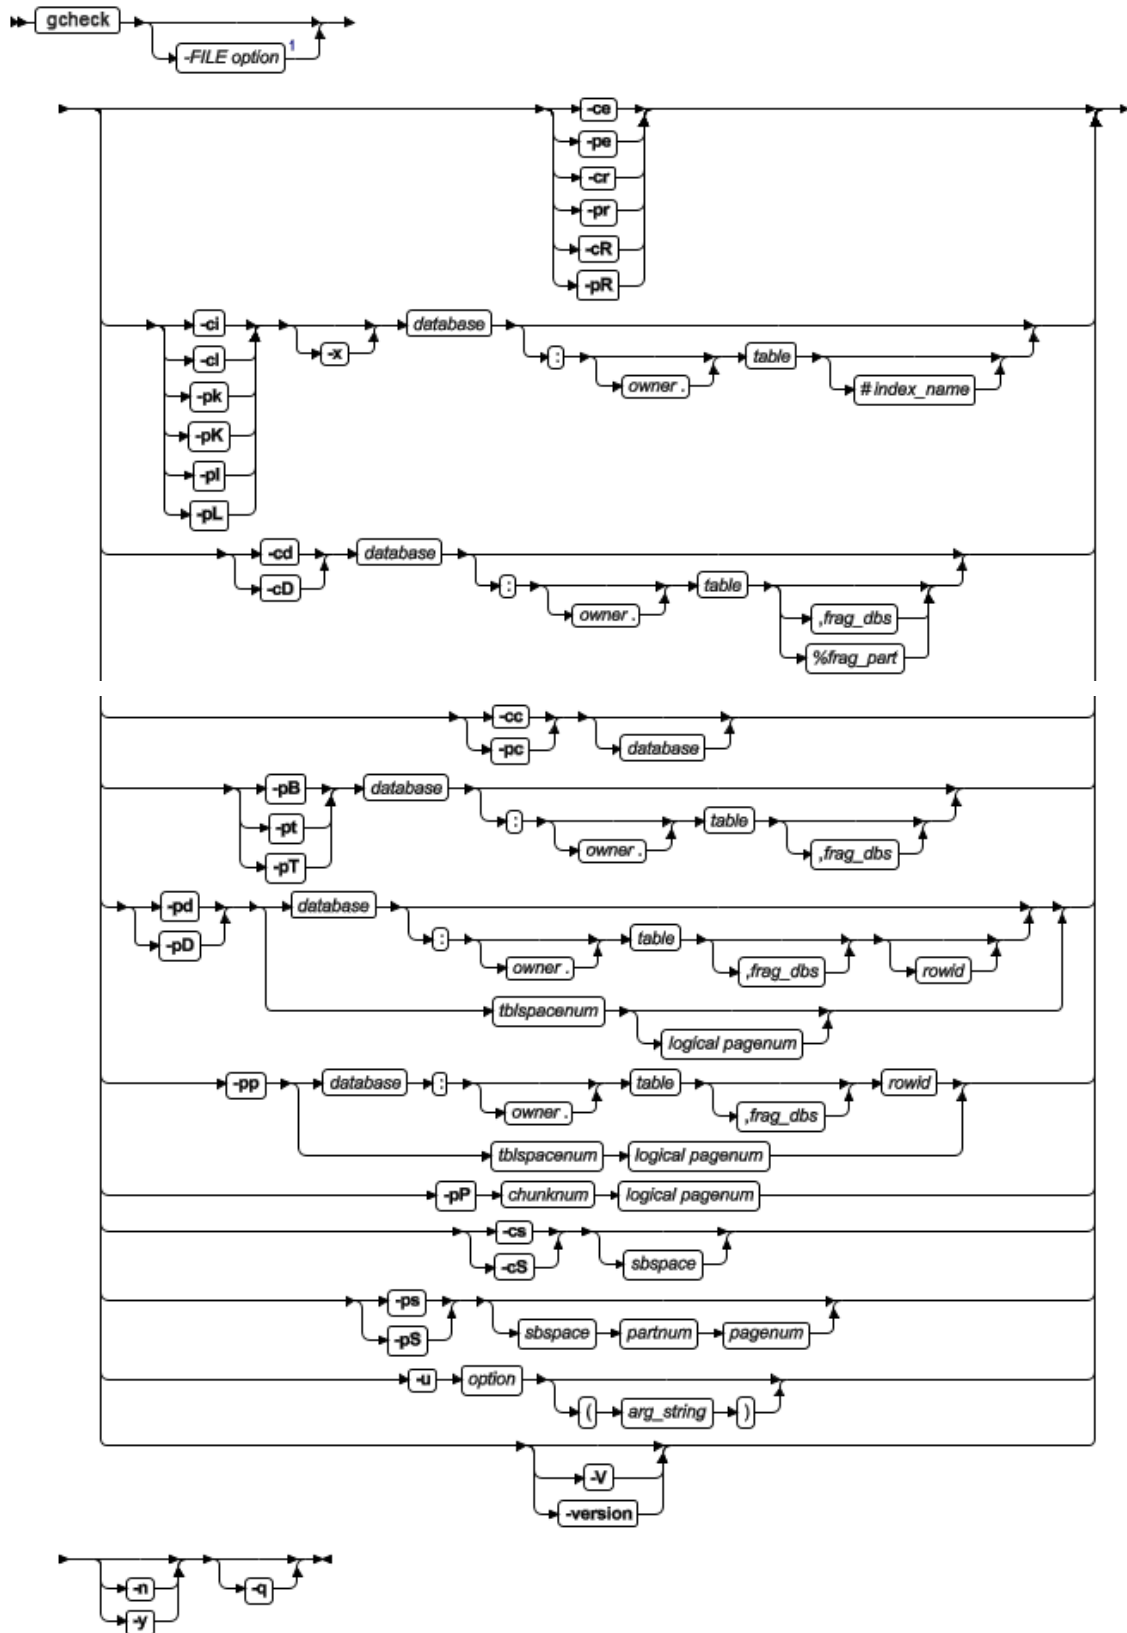 gcheck
-FILE option 1
-ce
-pe
-cr
-pr
-cR
-pR
-ci database
-cl -x : table
-pk owner . # index_name
-pK
-pl
-pL
-cd database
-cD : table
owner . ,frag_dbs
%frag_part
-cc
-pc database
-pB database
-pt : table
-pT owner . ,frag_dbs
-pd database
-pD : table
owner . ,frag_dbs rowid
tblspacenum
logical pagenum
-pp database : table rowid
owner . ,frag_dbs
tblspacenum logical pagenum
-pP chunknum logical pagenum
-cs
-cS sbspace
-ps
-pS sbspace partnum pagenum
-u option
( arg_string )
-V
-version
-n -q
-y